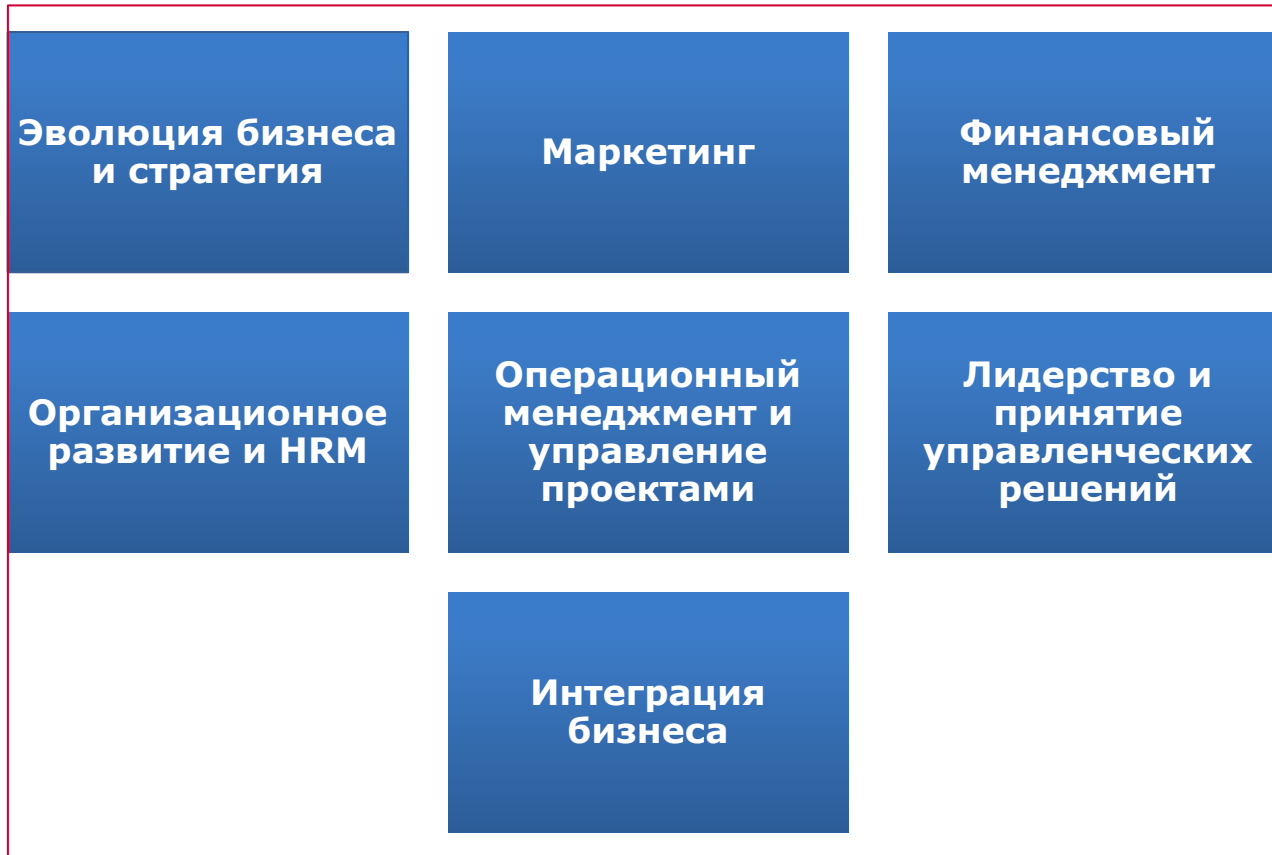 Эволюция бизнеса
и стратегия
Маркетинг
Финансовый
менеджмент
Организационное
развитие и HRM
Операционный
менеджмент и
управление
проектами
Лидерство и
принятие
управленческих
решений
Интеграция
бизнеса